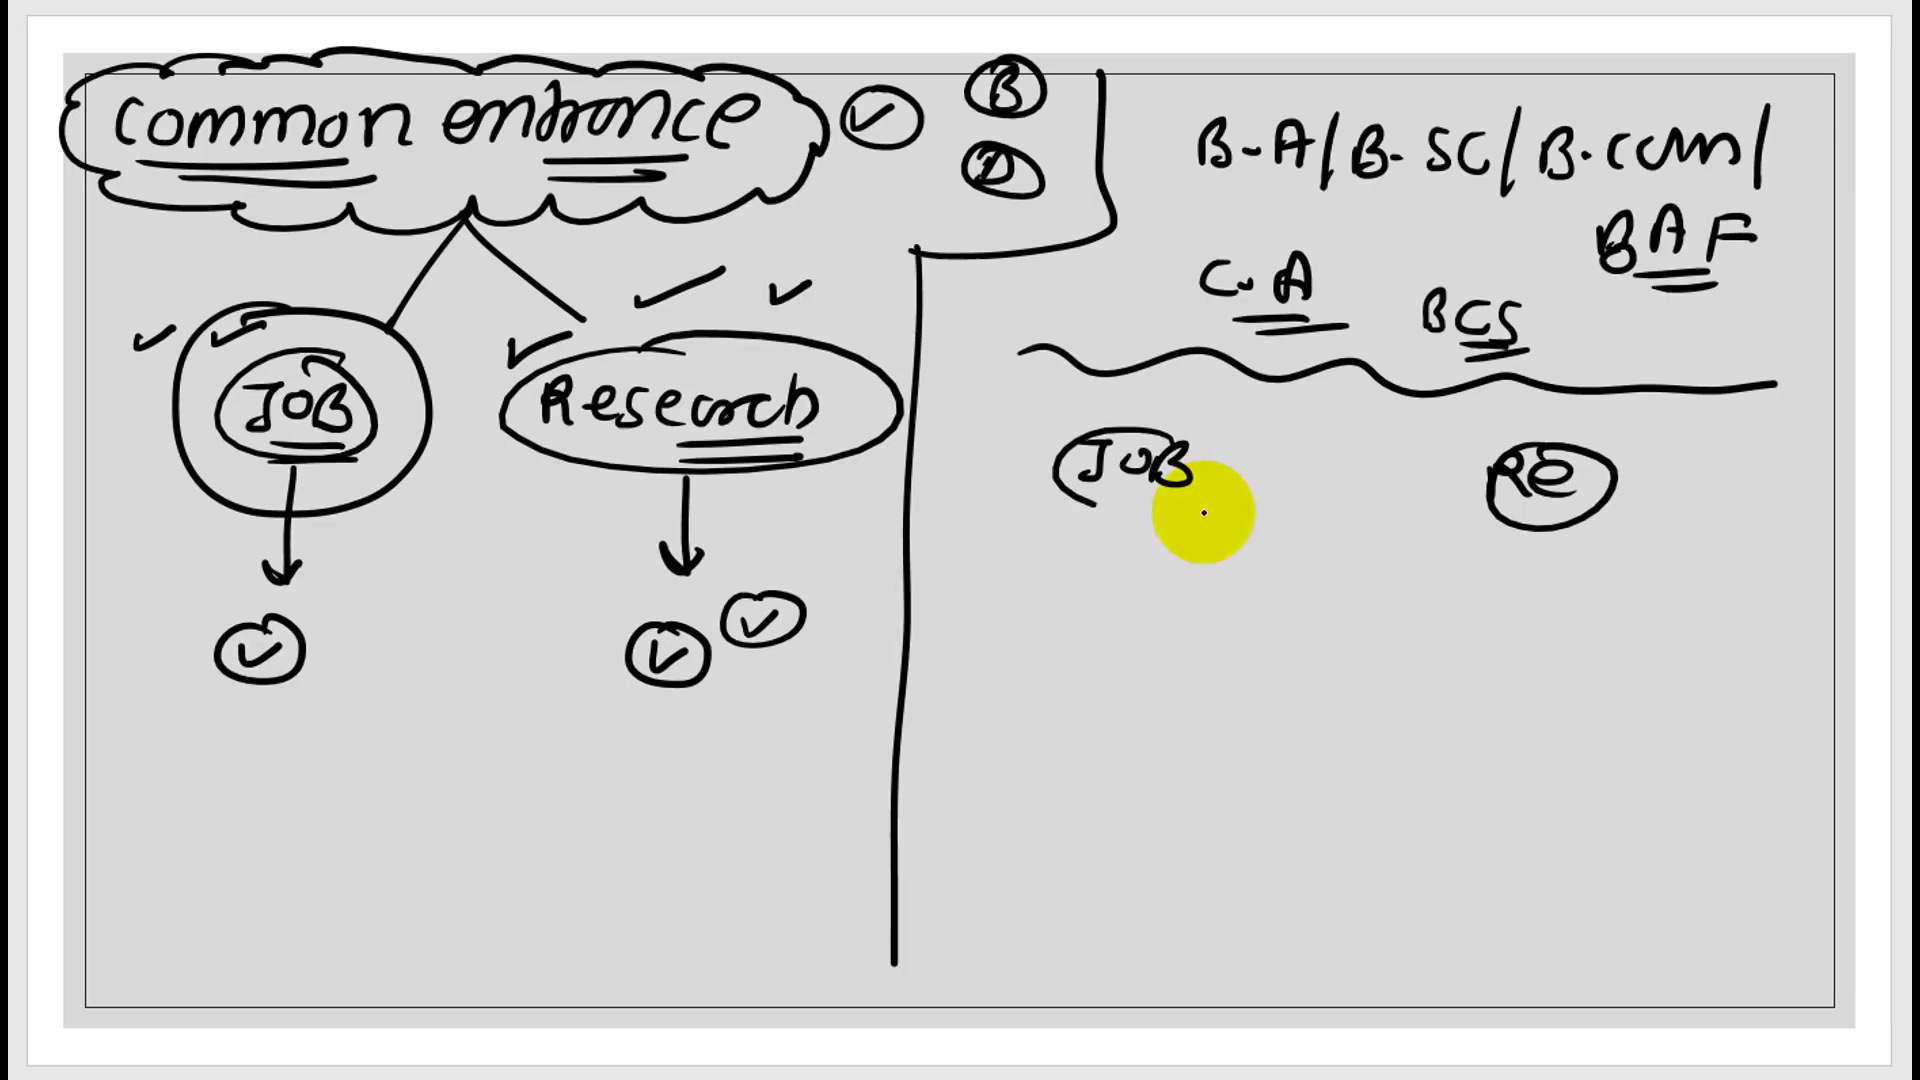 common entrance
B
D
JOB
Research
B-A/B-SC/B.com/
BAF
C.A
BCS
JOB
RE